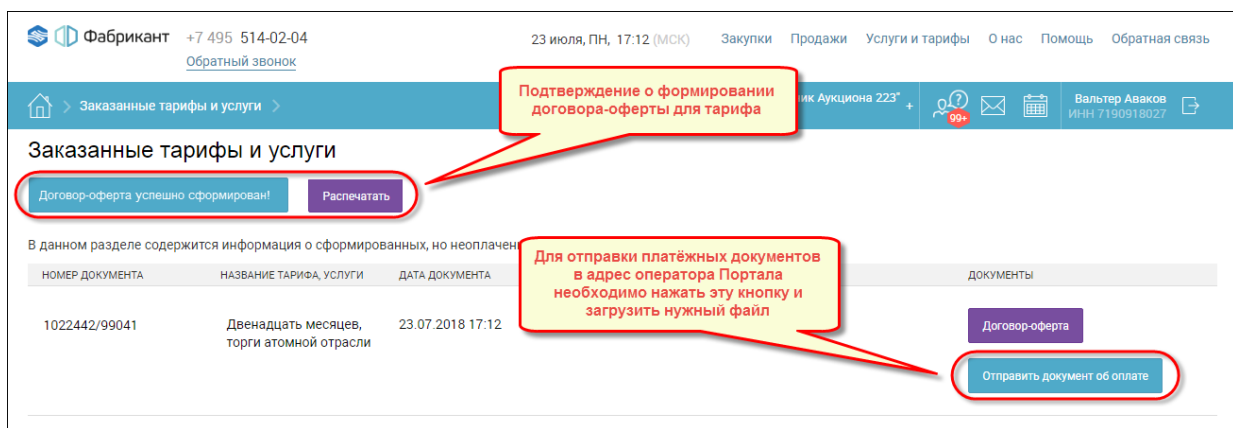 Фабрикант +7 495 514-02-04 23 июля, ПН, 17:12 (МСК) Закупки Продажи Услуги и тарифы О нас Помощь Обратная связь
Обратный звонок
Подтверждение о формировании
договора-оферты для тарифа
Заказанные тарифы и услуги Аукциона 223" + 99+ Вальтер Аваков
ИНН 7190918027
Заказанные тарифы и услуги
Договор-оферта успешно сформирован! Распечатать
В данном разделе содержится информация о сформированных, но
Для отправки платёжных документов
в адрес оператора Портала
необходимо нажать эту кнопку и
загрузить нужный файл
НОМЕР ДОКУМЕНТА НАЗВАНИЕ ТАРИФА, УСЛУГИ ДАТА ДОКУМЕНТА ДОКУМЕНТЫ
1022442/99041 Двенадцать месяцев, 23.07.2018 17:12 Договор-оферта
торги атомной отрасли
Отправить документ об оплате